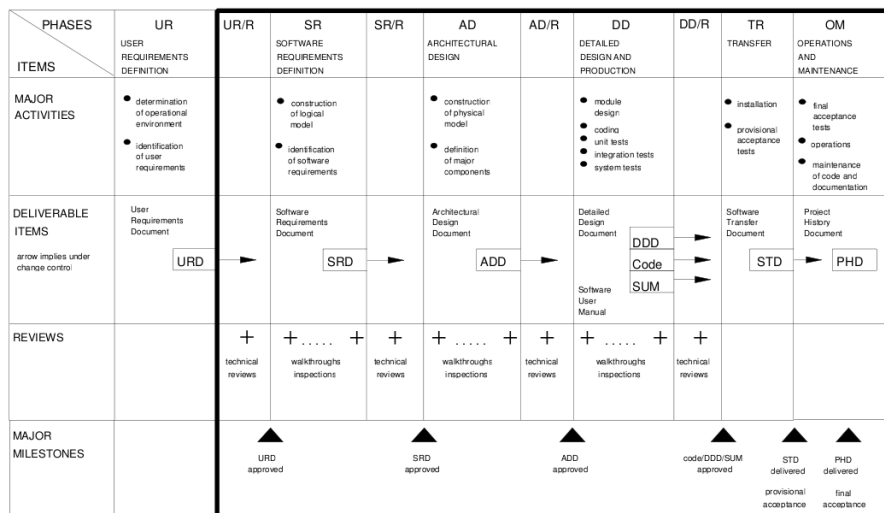 PHASES
ITEMS
UR
USER
REQUIREMENTS
DEFINITION
UR/R
SR
SOFTWARE
REQUIREMENTS
DEFINITION
SR/R
AD
ARCHITECTURAL
DESIGN
AD/R
DD
DETAILED
DESIGN AND
PRODUCTION
DD/R
TR
TRANSFER
OM
OPERATIONS
AND
MAINTENANCE
MAJOR
ACTIVITIES
● determination
of operational
environment
● identification
of user
requirements
● construction
of logical
model
● identification
of software
requirements
● construction
of physical
model
● definition
of major
components
● module
design
● coding
● unit tests
● integration tests
● system tests
● installation
● provisional
acceptance
tests
● final
acceptance
tests
● operations
● maintenance
of code and
documentation
DELIVERABLE
ITEMS
arrow implies under
change control
User
Requirements
Document
URD
Software
Requirements
Document
SRD
Architectural
Design
Document
ADD
Detailed
Design
Document
DDD
Code
SUM
Software
User
Manual
Software
Transfer
Document
STD
Project
History
Document
PHD
REVIEWS
+
technical
reviews
+ ..... +
walkthroughs
inspections
+
technical
reviews
+ ..... +
walkthroughs
inspections
+
technical
reviews
+ ..... +
walkthroughs
inspections
+
technical
reviews
MAJOR
MILESTONES
URD
approved
SRD
approved
ADD
approved
code/DDD/SUM
approved
STD
delivered
provisional
acceptance
PHD
delivered
final
acceptance